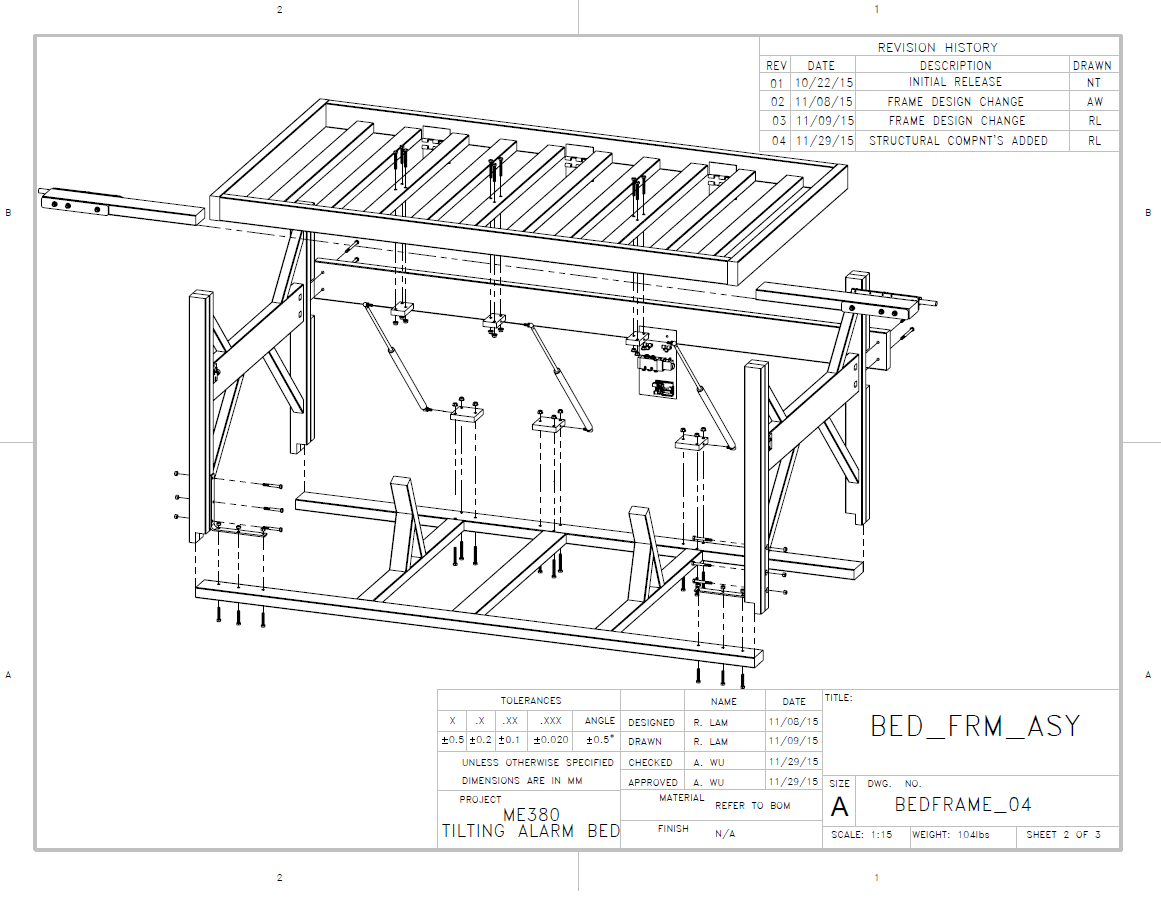 2 1
REVISION HISTORY
REV DATE DESCRIPTION DRAWN
01 10/22/15 INITIAL RELEASE NT
02 11/08/15 FRAME DESIGN CHANGE AW
03 11/09/15 FRAME DESIGN CHANGE RL
04 11/29/15 STRUCTURAL COMPNT'S ADDED RL
B B
A A
TOLERANCES
X .X .XX .XXX ANGLE
±0.5 ±0.2 ±0.1 ±0.020 ±0.5°
UNLESS OTHERWISE SPECIFIED
DIMENSIONS ARE IN MM
PROJECT
ME380
TILTING ALARM BED
NAME DATE
DESIGNED R. LAM 11/08/15
DRAWN R. LAM 11/09/15
CHECKED A. WU 11/29/15
APPROVED A. WU 11/29/15
MATERIAL REFER TO BOM
FINISH N/A
TITLE:
BED_FRM_ASY
SIZE DWG. NO.
A BEDFRAME_04
SCALE: 1:15 WEIGHT: 104lbs SHEET 2 OF 3
2 1